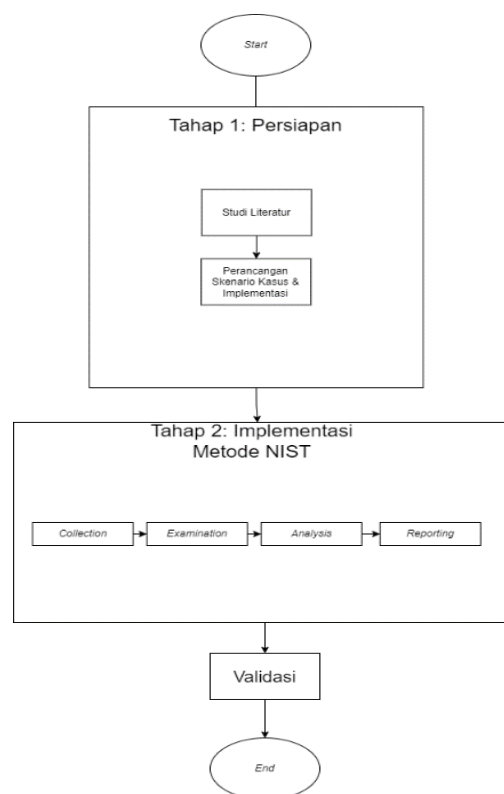 Start
Tahap 1: Persiapan
Studi Literatur
Perancangan
Skenario Kasus &
Implementasi
Tahap 2: Implementasi
Metode NIST
Collection
Examination
Analysis
Reporting
Validasi
End